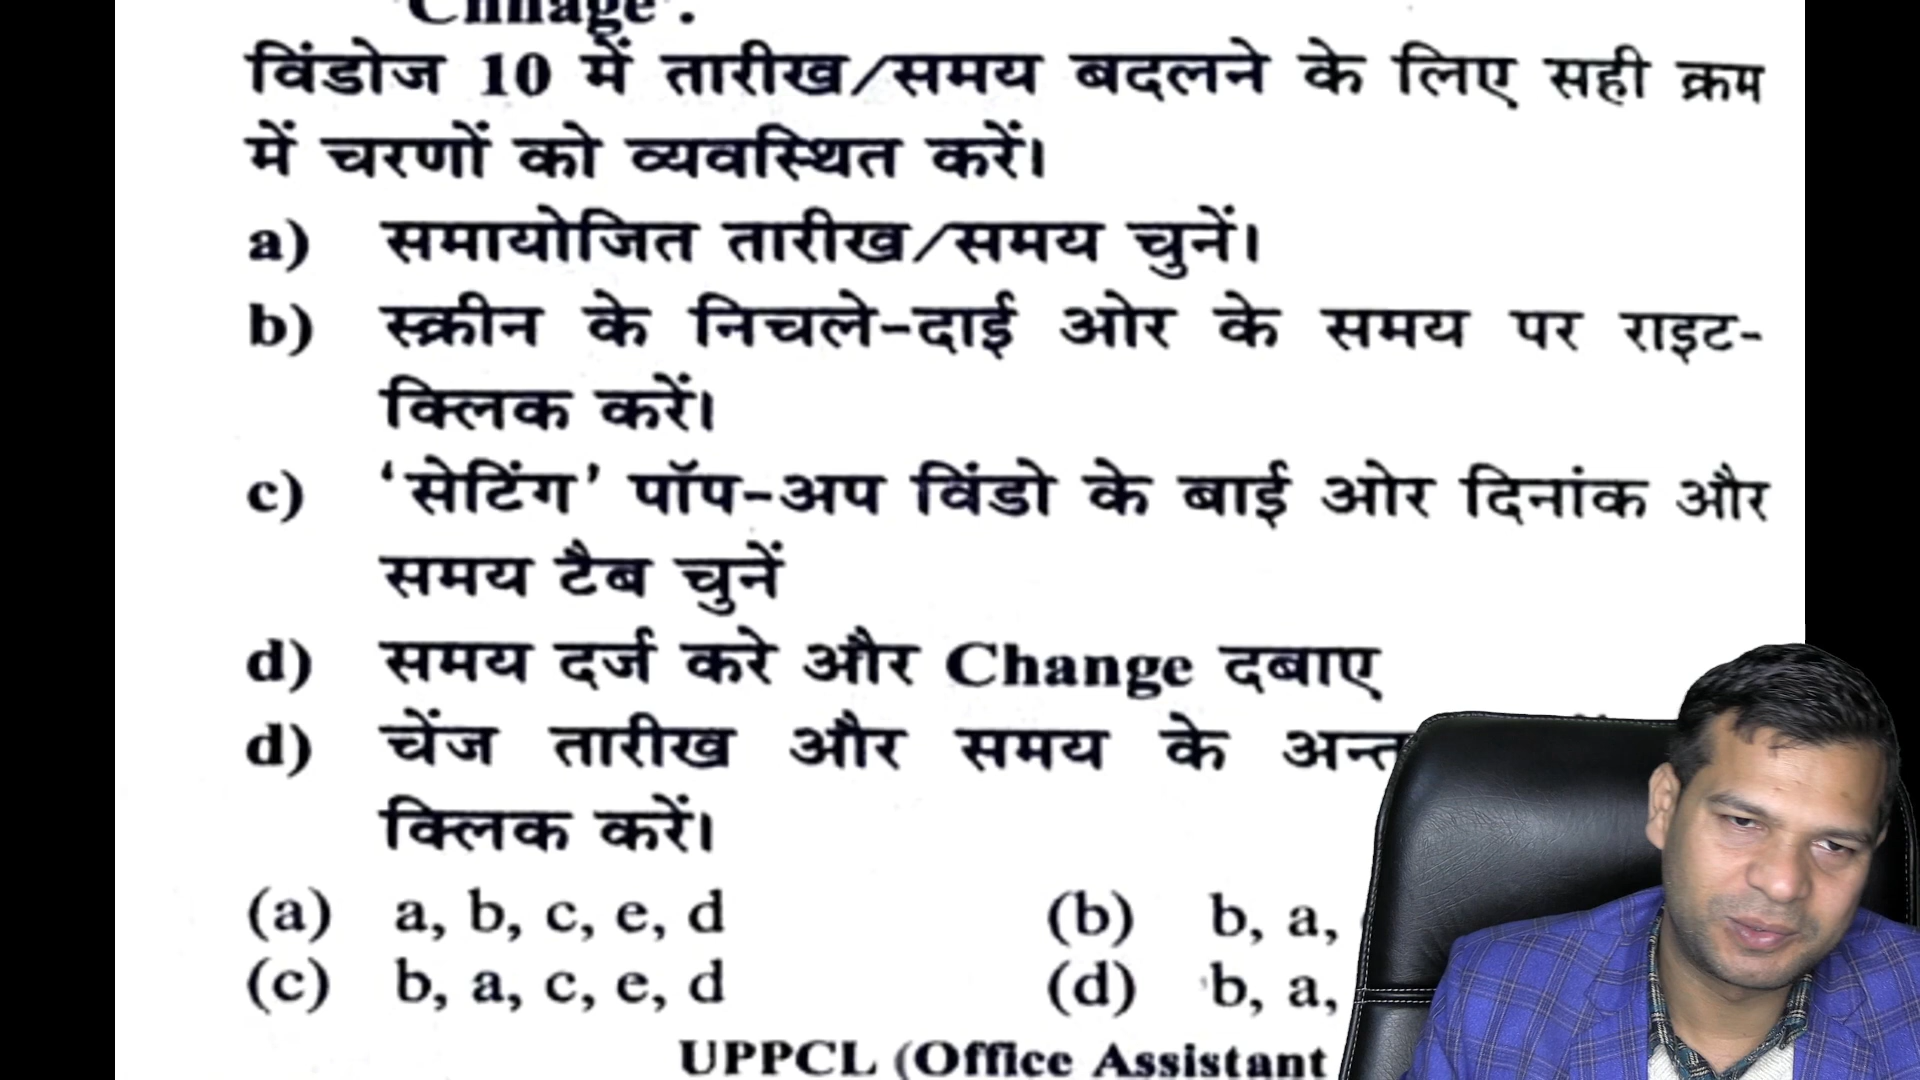 'Chnage'.
विंडोज 10 में तारीख/समय बदलने के लिए सही क्रम
में चरणों को व्यवस्थित करें।
a) समायोजित तारीख/समय चुनें।
b) स्क्रीन के निचले-दाई ओर के समय पर राइट-
क्लिक करें।
c) 'सेटिंग' पॉप-अप विंडो के बाई ओर दिनांक और
समय टैब चुनें
d) समय दर्ज करे और Change दबाए
d) चेंज तारीख और समय के
क्लिक करें।
(a) a, b, c, e, d (b) b, a,
(c) b, a, c, e, d (d) b, a,
UPPCL (Office Assistant